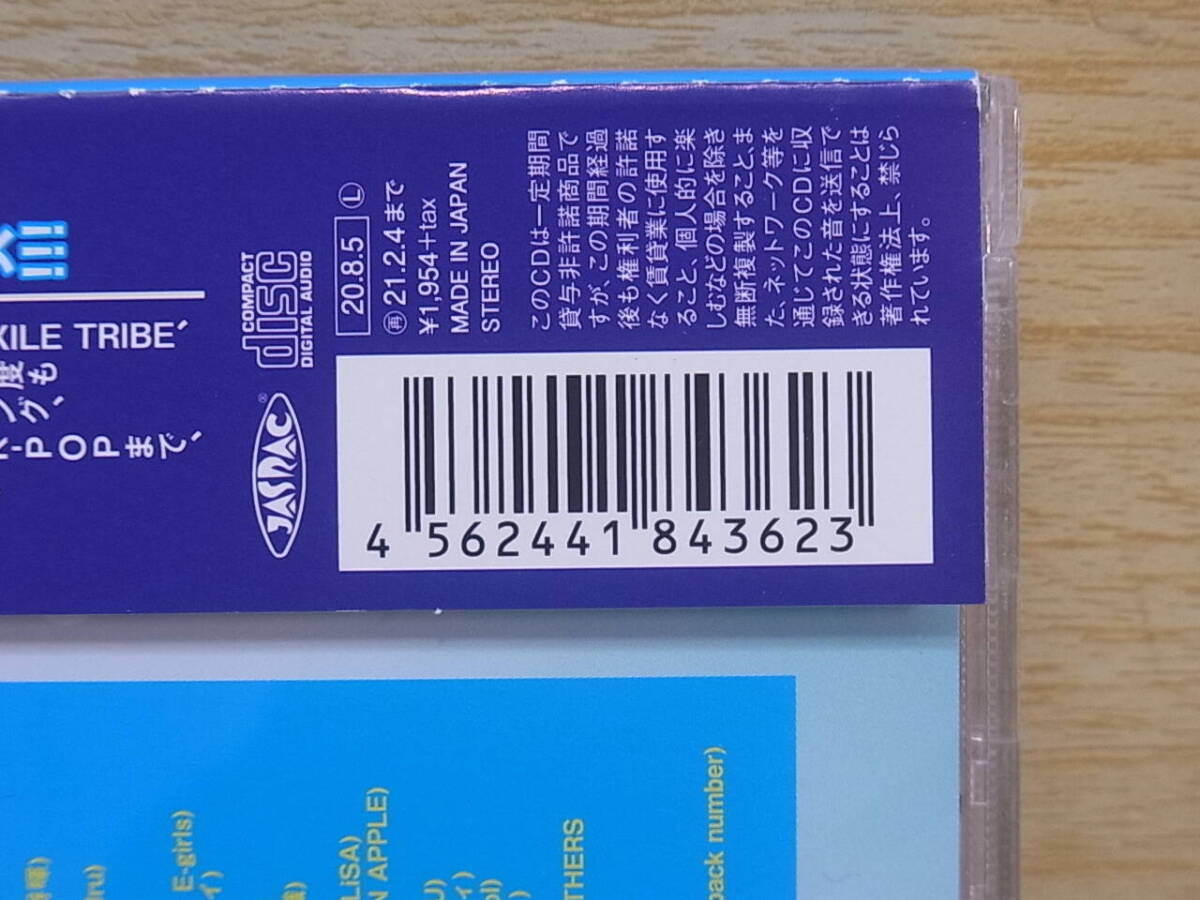 !!!
XILE TRIBE、
度も
グ、
K-POPまで、
COMPACT
disc
DIGITAL AUDIO
JASRAC
®
20.8.5 Ⓛ
㊞21.2.4まで
¥1,954+tax
MADE IN JAPAN
STEREO
このCDは一定期間
貸与非許諾商品で
すが、この期間経過
後も権利者の許諾
なく賃貸業に使用す
ること、個人的に楽
しむなどの場合を除き
無断複製すること、ま
た、ネットワーク等を
通じてこのCDに収
録された音を送信で
きる状態にすることは
著作権法上、禁じら
れています。
4 562441 843623
E-girls)
LiSA)
N APPLE)
THERS
back number)